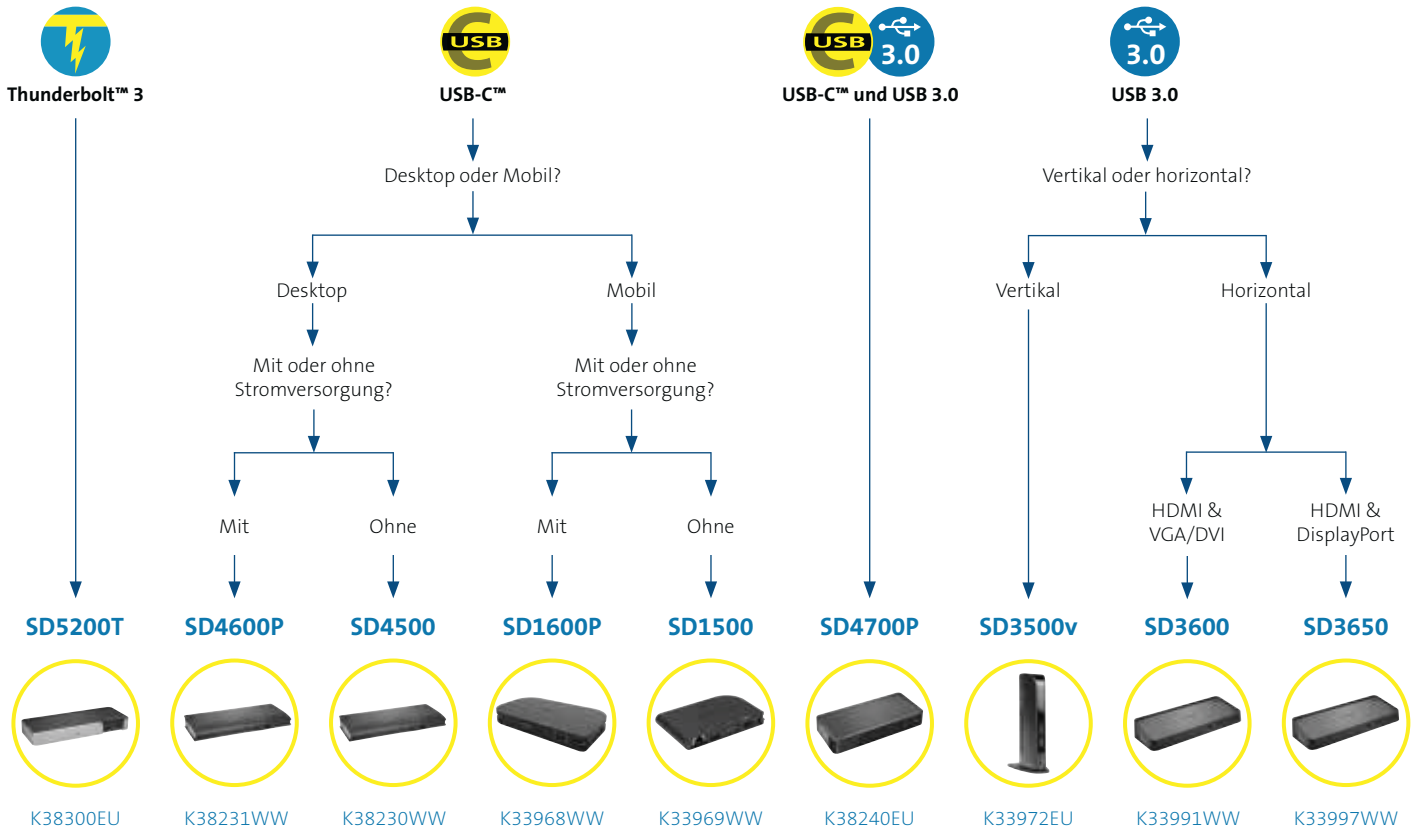 USB
USB
3.0
3.0
Thunderbolt™ 3
USB-C™
USB-C™ und USB 3.0
USB 3.0
Desktop oder Mobil?
Vertikal oder horizontal?
Desktop
Mobil
Vertikal
Horizontal
Mit oder ohne
Stromversorgung?
Mit oder ohne
Stromversorgung?
Mit
Ohne
Mit
Ohne
HDMI &
VGA/DVI
HDMI &
DisplayPort
SD5200T
SD4600P
SD4500
SD1600P
SD1500
SD4700P
SD3500v
SD3600
SD3650
K38300EU
K38231WW
K38230WW
K33968WW
K33969WW
K38240EU
K33972EU
K33991WW
K33997WW